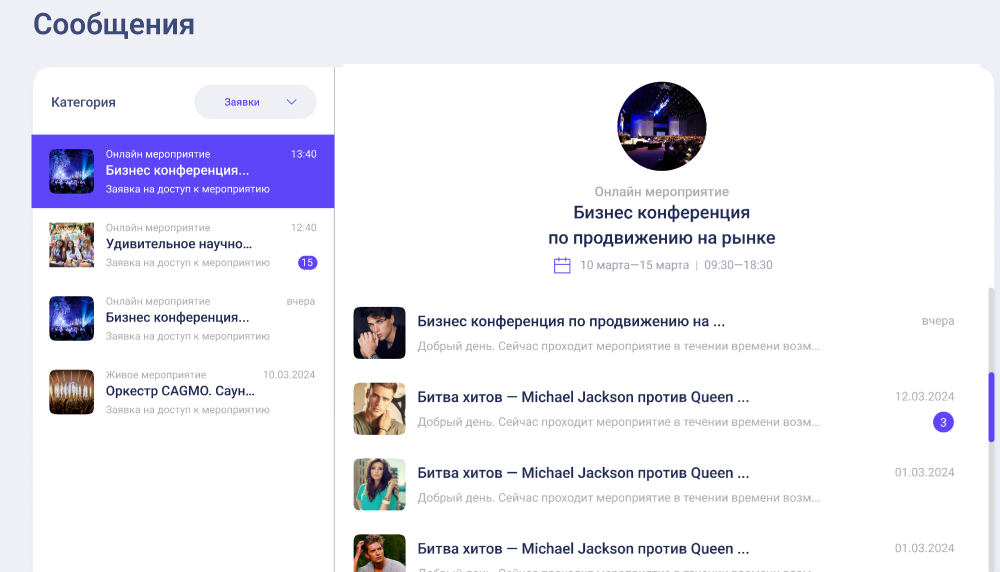 Сообщения
Категория
Заявки
Онлайн мероприятие 13:40
Бизнес конференция...
Заявка на доступ к мероприятию
Онлайн мероприятие 12:40
Удивительное научно...
Заявка на доступ к мероприятию 15
Онлайн мероприятие вчера
Бизнес конференция...
Заявка на доступ к мероприятию
Живое мероприятие 10.03.2024
Оркестр CAGMO. Саун...
Заявка на доступ к мероприятию
Онлайн мероприятие
Бизнес конференция
по продвижению на рынке
10 марта—15 марта | 09:30—18:30
Бизнес конференция по продвижению на ... вчера
Добрый день. Сейчас проходит мероприятие в течении времени возм...
Битва хитов — Michael Jackson против Queen ... 12.03.2024
Добрый день. Сейчас проходит мероприятие в течении времени возм... 3
Битва хитов — Michael Jackson против Queen ... 01.03.2024
Добрый день. Сейчас проходит мероприятие в течении времени возм...
Битва хитов — Michael Jackson против Queen ... 01.03.2024